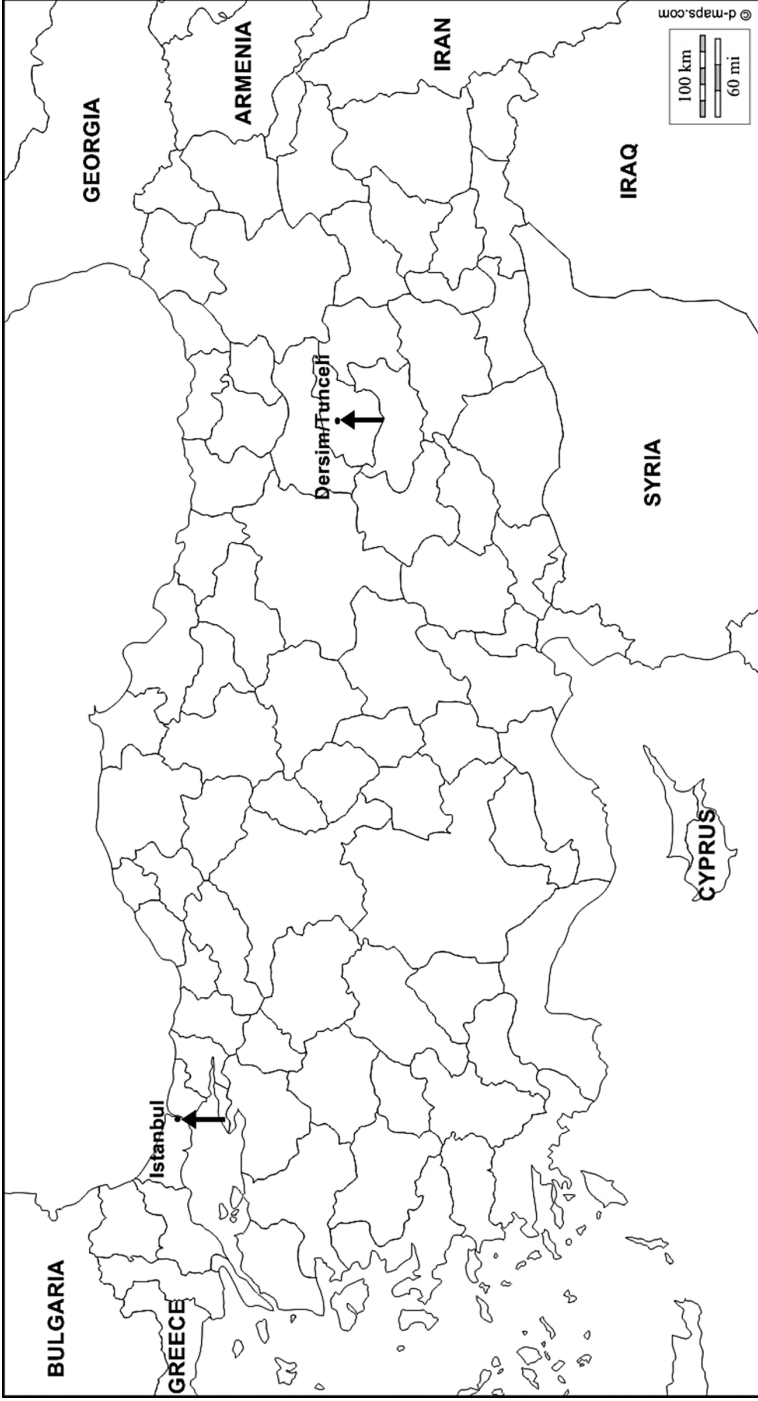 BULGARIA
GREECE
Istanbul
GEORGIA
ARMENIA
IRAN
Dersim/Tunceli
IRAQ
SYRIA
CYPRUS
100 km
60 mi
© d-maps.com